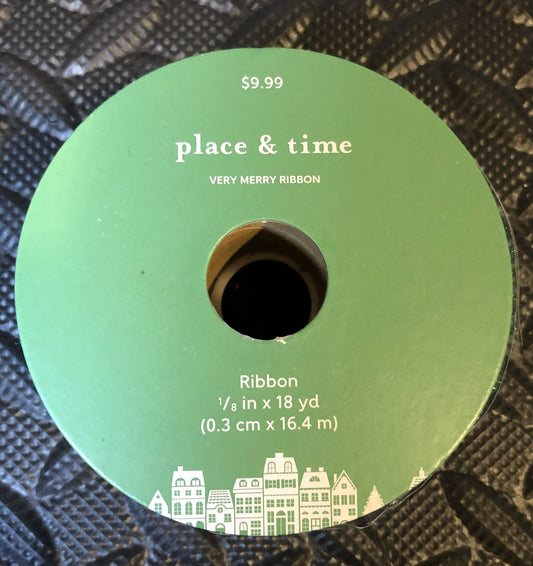 $9.99
place & time
VERY MERRY RIBBON
Ribbon
1/8 in x 18 yd
(0.3 cm x 16.4 m)